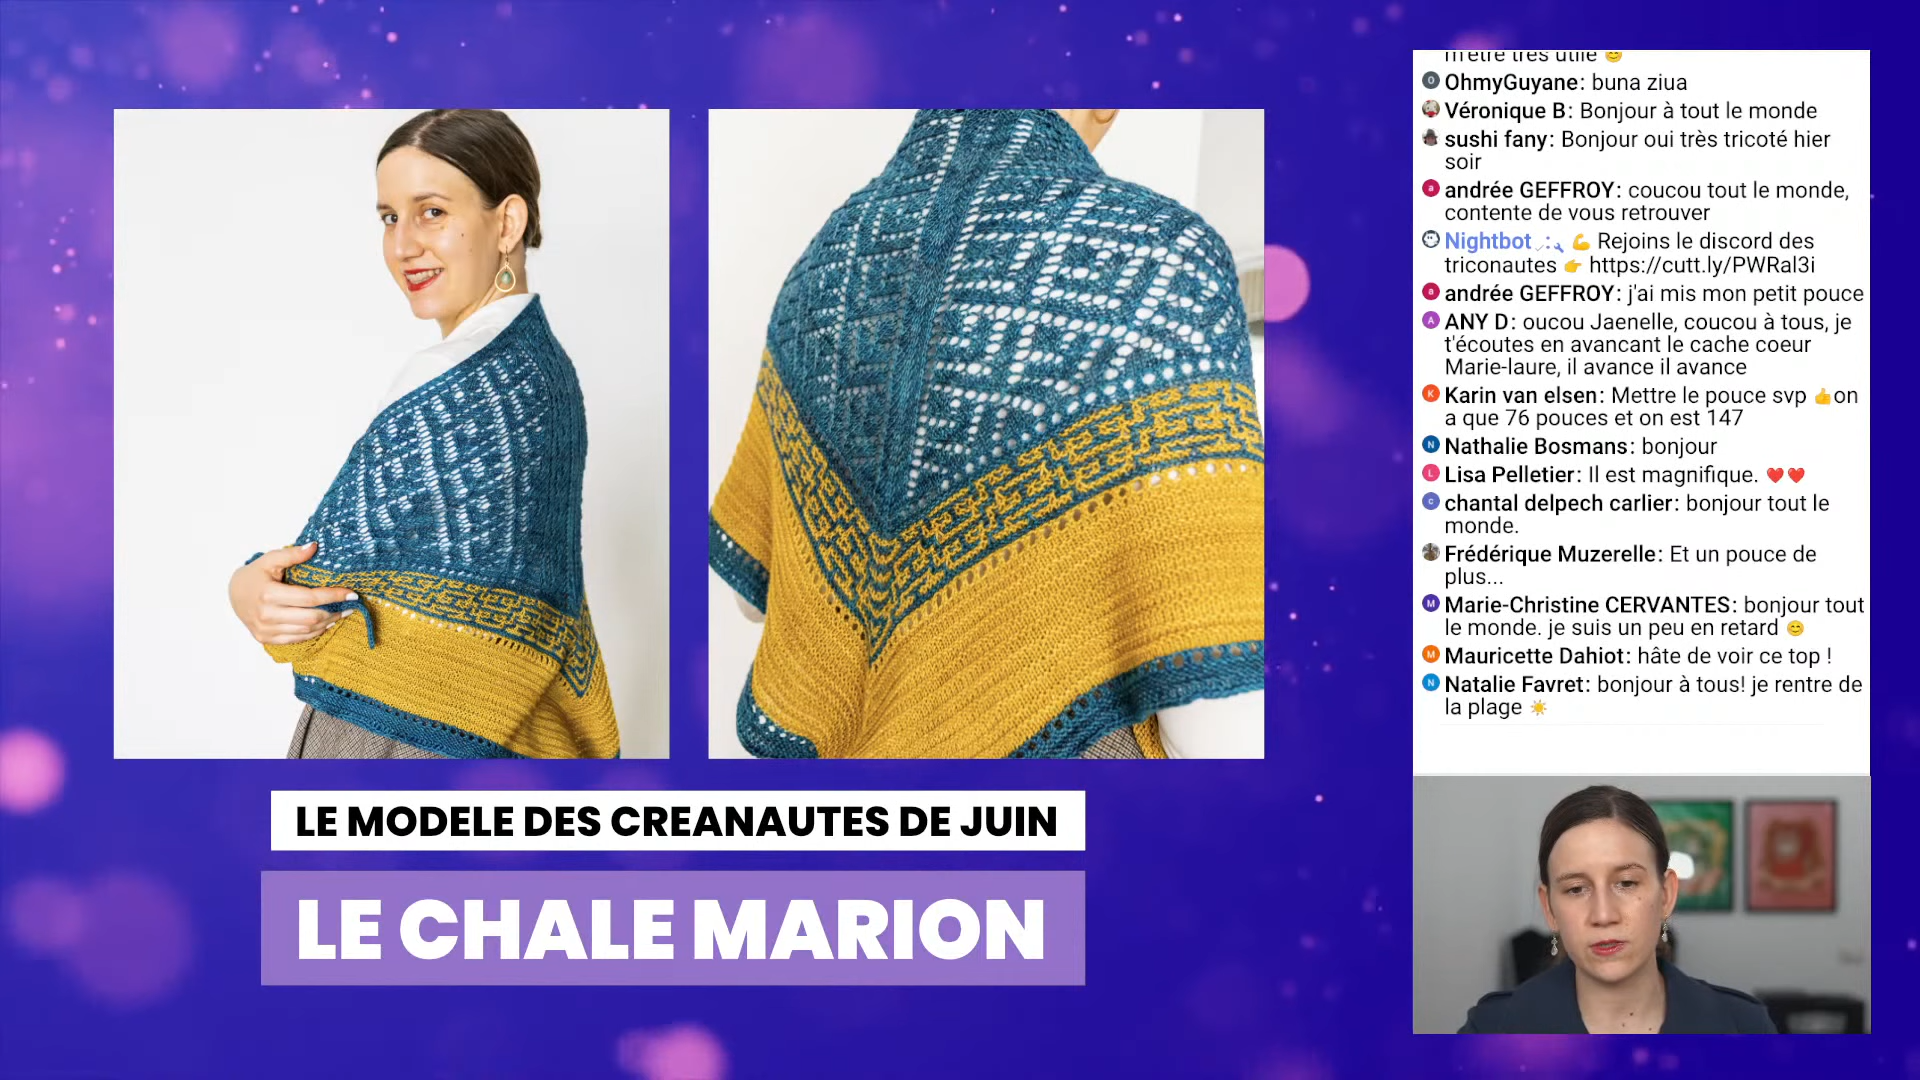 m'être très utile 😊
OhmyGuyane: buna ziua
Véronique B: Bonjour à tout le monde
sushi fany: Bonjour oui très tricoté hier
soir
andrée GEFFROY: coucou tout le monde,
contente de vous retrouver
Nightbot 💪 Rejoins le discord des
triconautes 👉 https://cutt.ly/PWRal3i
andrée GEFFROY: j'ai mis mon petit pouce
ANY D: oucou Jaenelle, coucou à tous, je
t'écoutes en avancant le cache coeur
Marie-laure, il avance il avance
Karin van elsen: Mettre le pouce svp 👍on
a que 76 pouces et on est 147
Nathalie Bosmans: bonjour
Lisa Pelletier: Il est magnifique. ❤️❤️
chantal delpech carlier: bonjour tout le
monde.
Frédérique Muzerelle: Et un pouce de
plus...
Marie-Christine CERVANTES: bonjour tout
le monde. je suis un peu en retard 😊
Mauricette Dahiot: hâte de voir ce top !
Natalie Favret: bonjour à tous! je rentre de
la plage ☀️
LE MODELE DES CREANAUTES DE JUIN
LE CHALE MARION